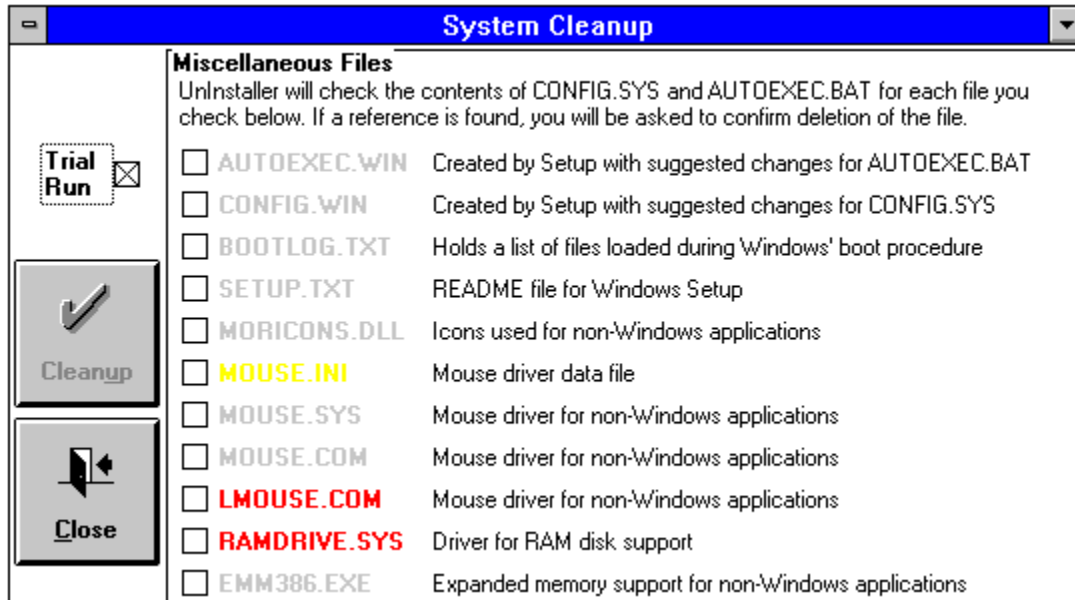 System Cleanup
Miscellaneous Files
UnInstaller will check the contents of CONFIG.SYS and AUTOEXEC.BAT for each file you
check below. If a reference is found, you will be asked to confirm deletion of the file.
Trial
Run
AUTOEXEC.WIN Created by Setup with suggested changes for AUTOEXEC.BAT
CONFIG.WIN Created by Setup with suggested changes for CONFIG.SYS
BOOTLOG.TXT Holds a list of files loaded during Windows' boot procedure
SETUP.TXT README file for Windows Setup
MORICONS.DLL Icons used for non-Windows applications
MOUSE.INI Mouse driver data file
MOUSE.SYS Mouse driver for non-Windows applications
MOUSE.COM Mouse driver for non-Windows applications
LMOUSE.COM Mouse driver for non-Windows applications
RAMDRIVE.SYS Driver for RAM disk support
EMM386.EXE Expanded memory support for non-Windows applications
Cleanup
Close